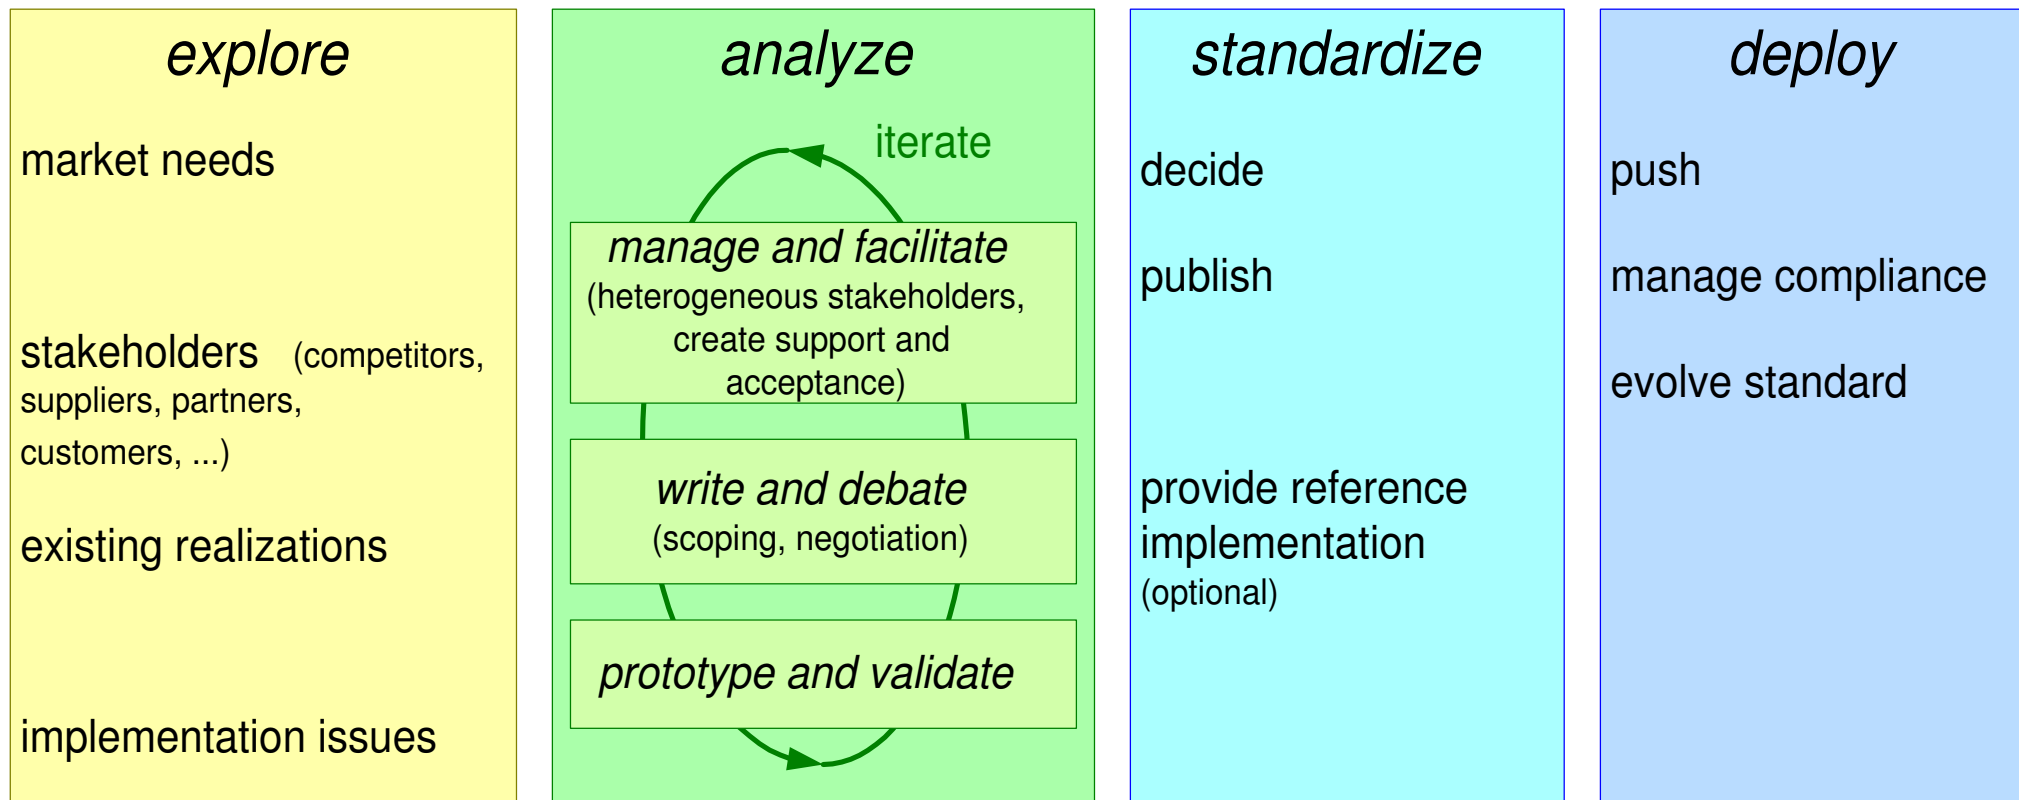 explore
market needs
stakeholders (competitors,
suppliers, partners,
customers, ...)
existing realizations
implementation issues
analyze
iterate
manage and facilitate
(heterogeneous stakeholders,
create support and
acceptance)
write and debate
(scoping, negotiation)
prototype and validate
standardize
decide
publish
provide reference
implementation
(optional)
deploy
push
manage compliance
evolve standard